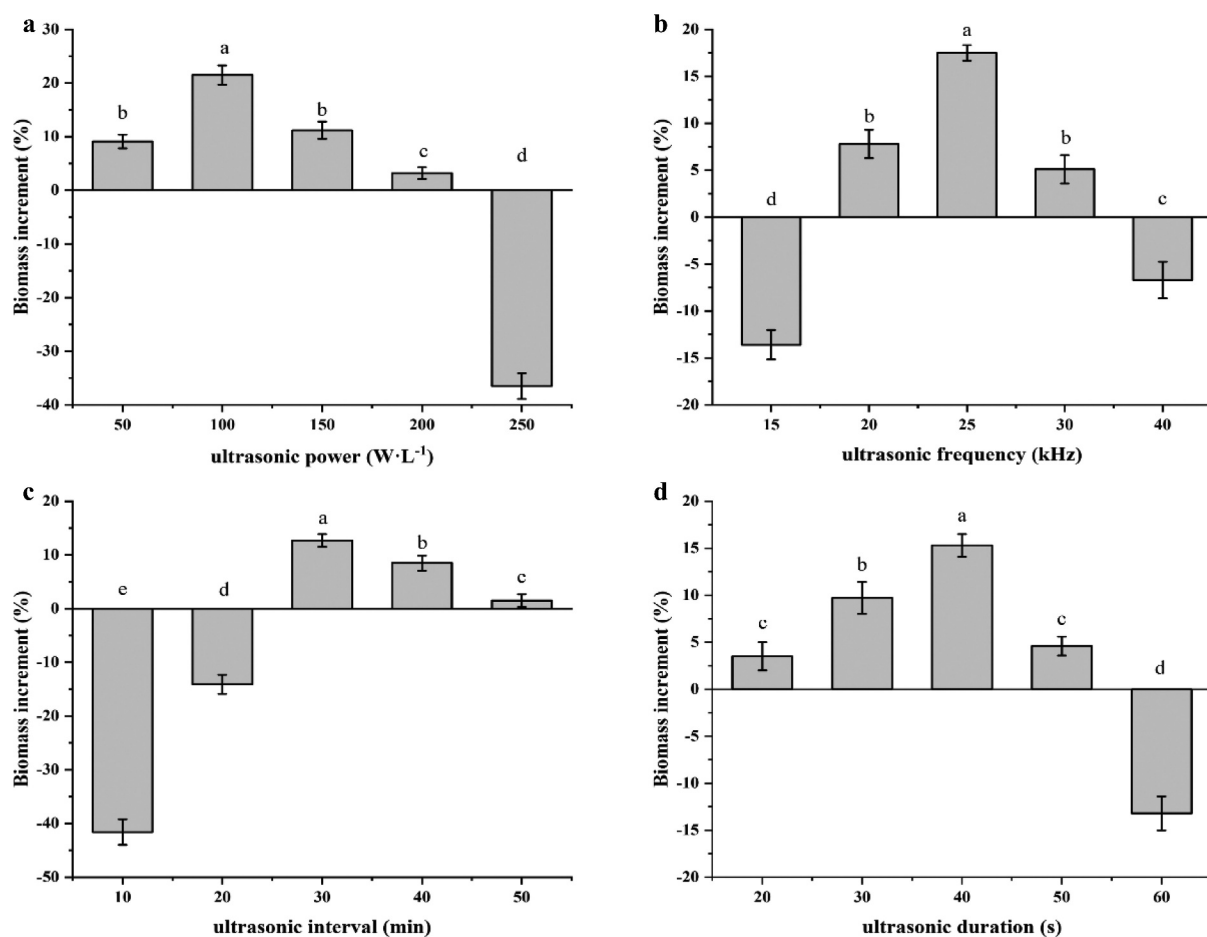 a
30
20
10
0
-10
-20
-30
-40
Biomass increment (%)
b
a
b
c
d
50 100 150 200 250
ultrasonic power (W·L⁻¹)
b
20
15
10
5
0
-5
-10
-15
-20
Biomass increment (%)
d
b
a
b
c
15 20 25 30 40
ultrasonic frequency (kHz)
c
20
10
0
-10
-20
-30
-40
-50
Biomass increment (%)
e
d
a
b
c
10 20 30 40 50
ultrasonic interval (min)
d
20
15
10
5
0
-5
-10
-15
-20
Biomass increment (%)
c
b
a
c
d
20 30 40 50 60
ultrasonic duration (s)